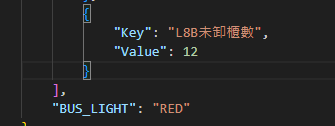 {
"Key": "L8B未卸櫃數",
"Value": 12
}
],
"BUS_LIGHT": "RED"
}